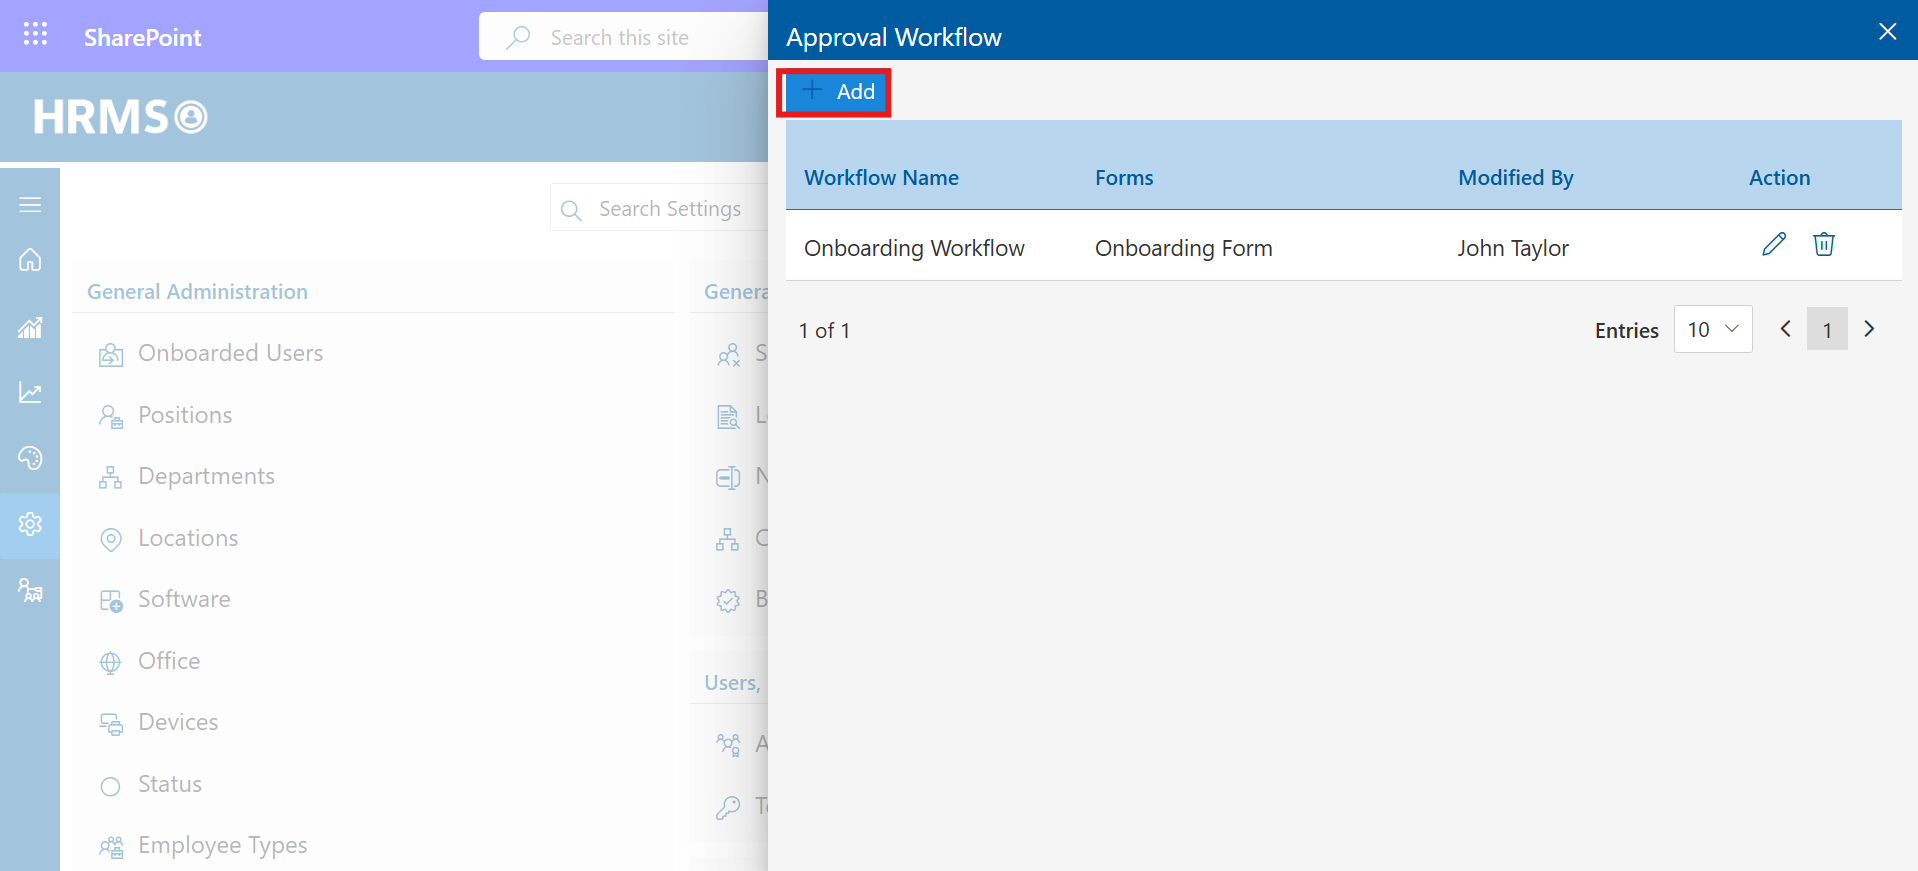 SharePoint
Search this site
Approval Workflow
Add
HRMS
Search Settings
Workflow Name Forms Modified By Action
Onboarding Workflow Onboarding Form John Taylor
1 of 1 Entries 10 1
General Administration
Onboarded Users
Positions
Departments
Locations
Software
Office
Devices
Status
Employee Types
Users,